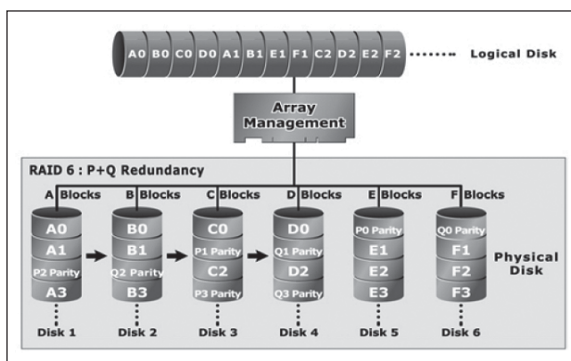 A0 B0 C0 D0 A1 B1 E1 F1 C2 D2 E2 F2 Logical Disk
Array
Management
RAID 6 : P+Q Redundancy
A Blocks B Blocks C Blocks D Blocks E Blocks F Blocks
A0 B0 C0 D0 P0 Parity Q0 Parity
A1 B1 P1 Parity Q1 Parity E1 F1
P2 Parity Q2 Parity C2 D2 E2 F2
A3 B3 P3 Parity Q3 Parity E3 F3
Physical
Disk
Disk 1 Disk 2 Disk 3 Disk 4 Disk 5 Disk 6